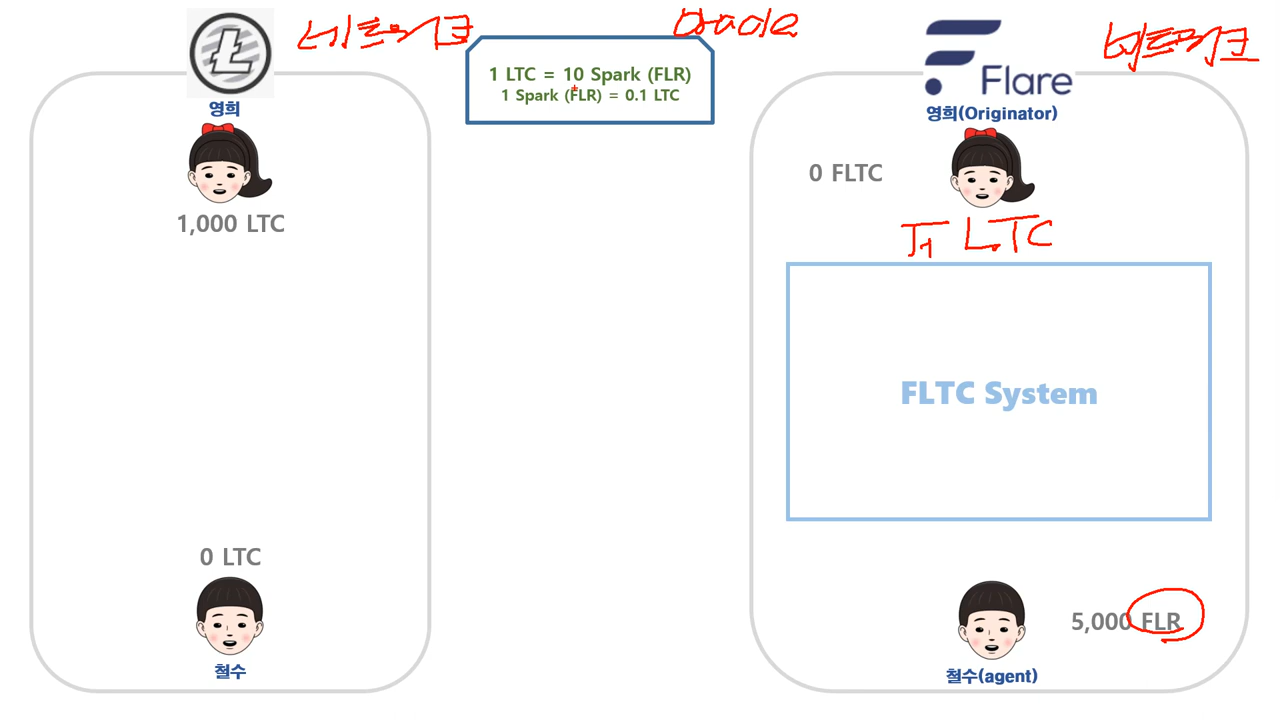 네트워크
Oracle
네트워크
1 LTC = 10 Spark (FLR)
1 Spark (FLR) = 0.1 LTC
Flare
영희
영희(Originator)
0 FLTC
1,000 LTC
LTC
FLTC System
0 LTC
5,000 FLR
철수
철수(agent)